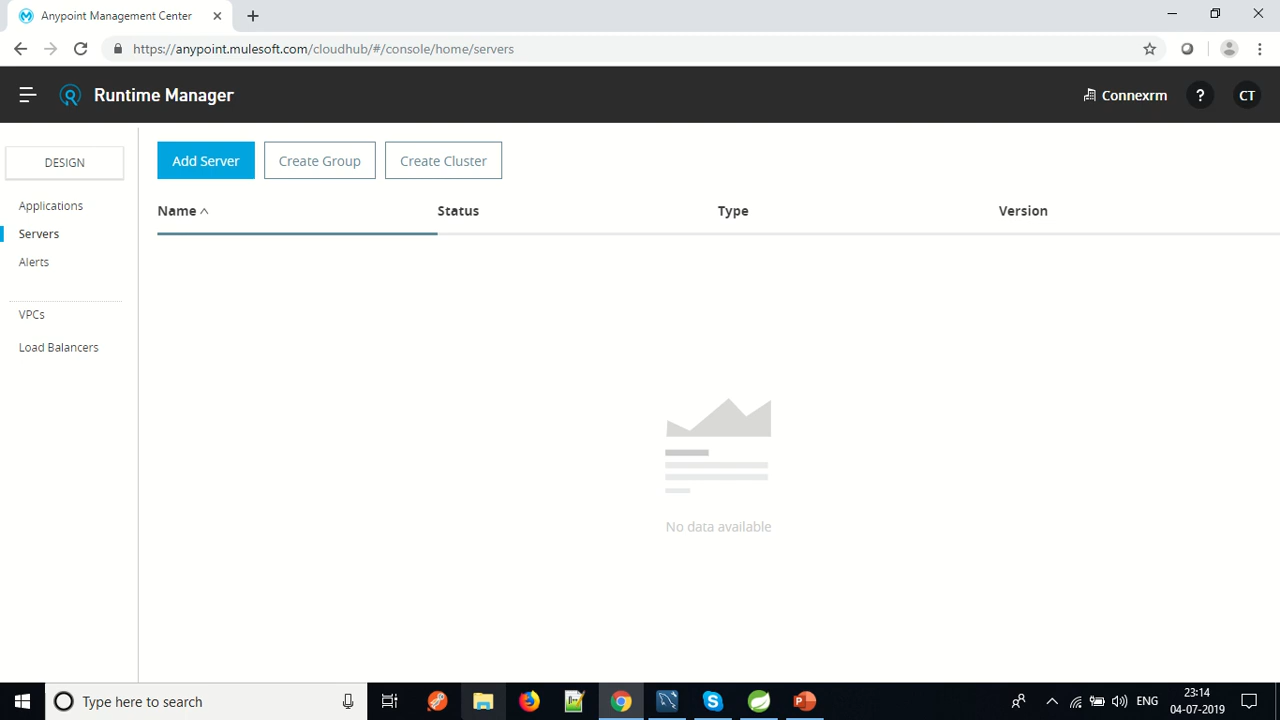 Anypoint Management Center
https://anypoint.mulesoft.com/cloudhub/#/console/home/servers
Runtime Manager
Connexrm
?
CT
DESIGN
Applications
Servers
Alerts
VPCs
Load Balancers
Add Server
Create Group
Create Cluster
Name
Status
Type
Version
No data available
Type here to search
ENG
23:14
04-07-2019